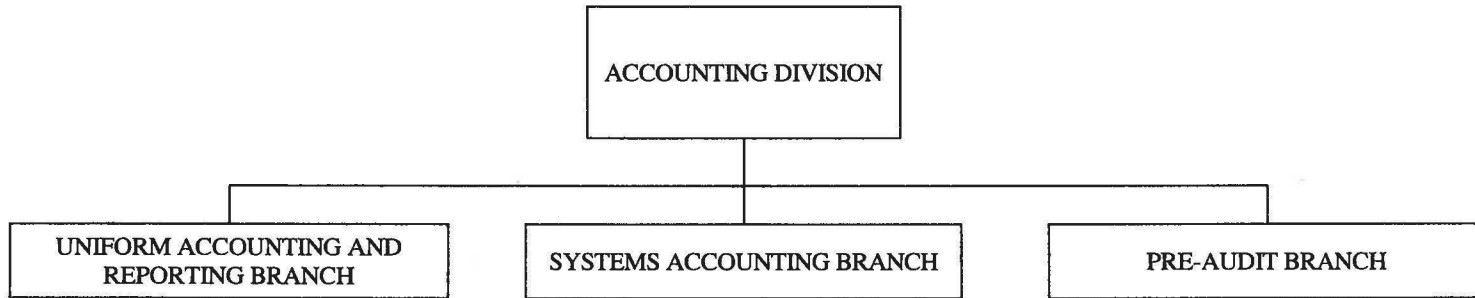 ACCOUNTING DIVISION
UNIFORM ACCOUNTING AND
REPORTING BRANCH
SYSTEMS ACCOUNTING BRANCH
PRE-AUDIT BRANCH